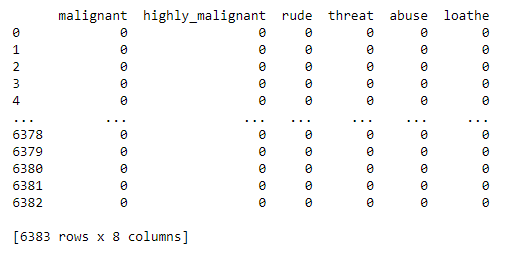 malignant highly_malignant rude threat abuse loathe
0 0 0 0 0 0 0
1 0 0 0 0 0 0
2 0 0 0 0 0 0
3 0 0 0 0 0 0
4 0 0 0 0 0 0
... ... ... ... ... ... ...
6378 0 0 0 0 0 0
6379 0 0 0 0 0 0
6380 0 0 0 0 0 0
6381 0 0 0 0 0 0
6382 0 0 0 0 0 0
[6383 rows x 8 columns]